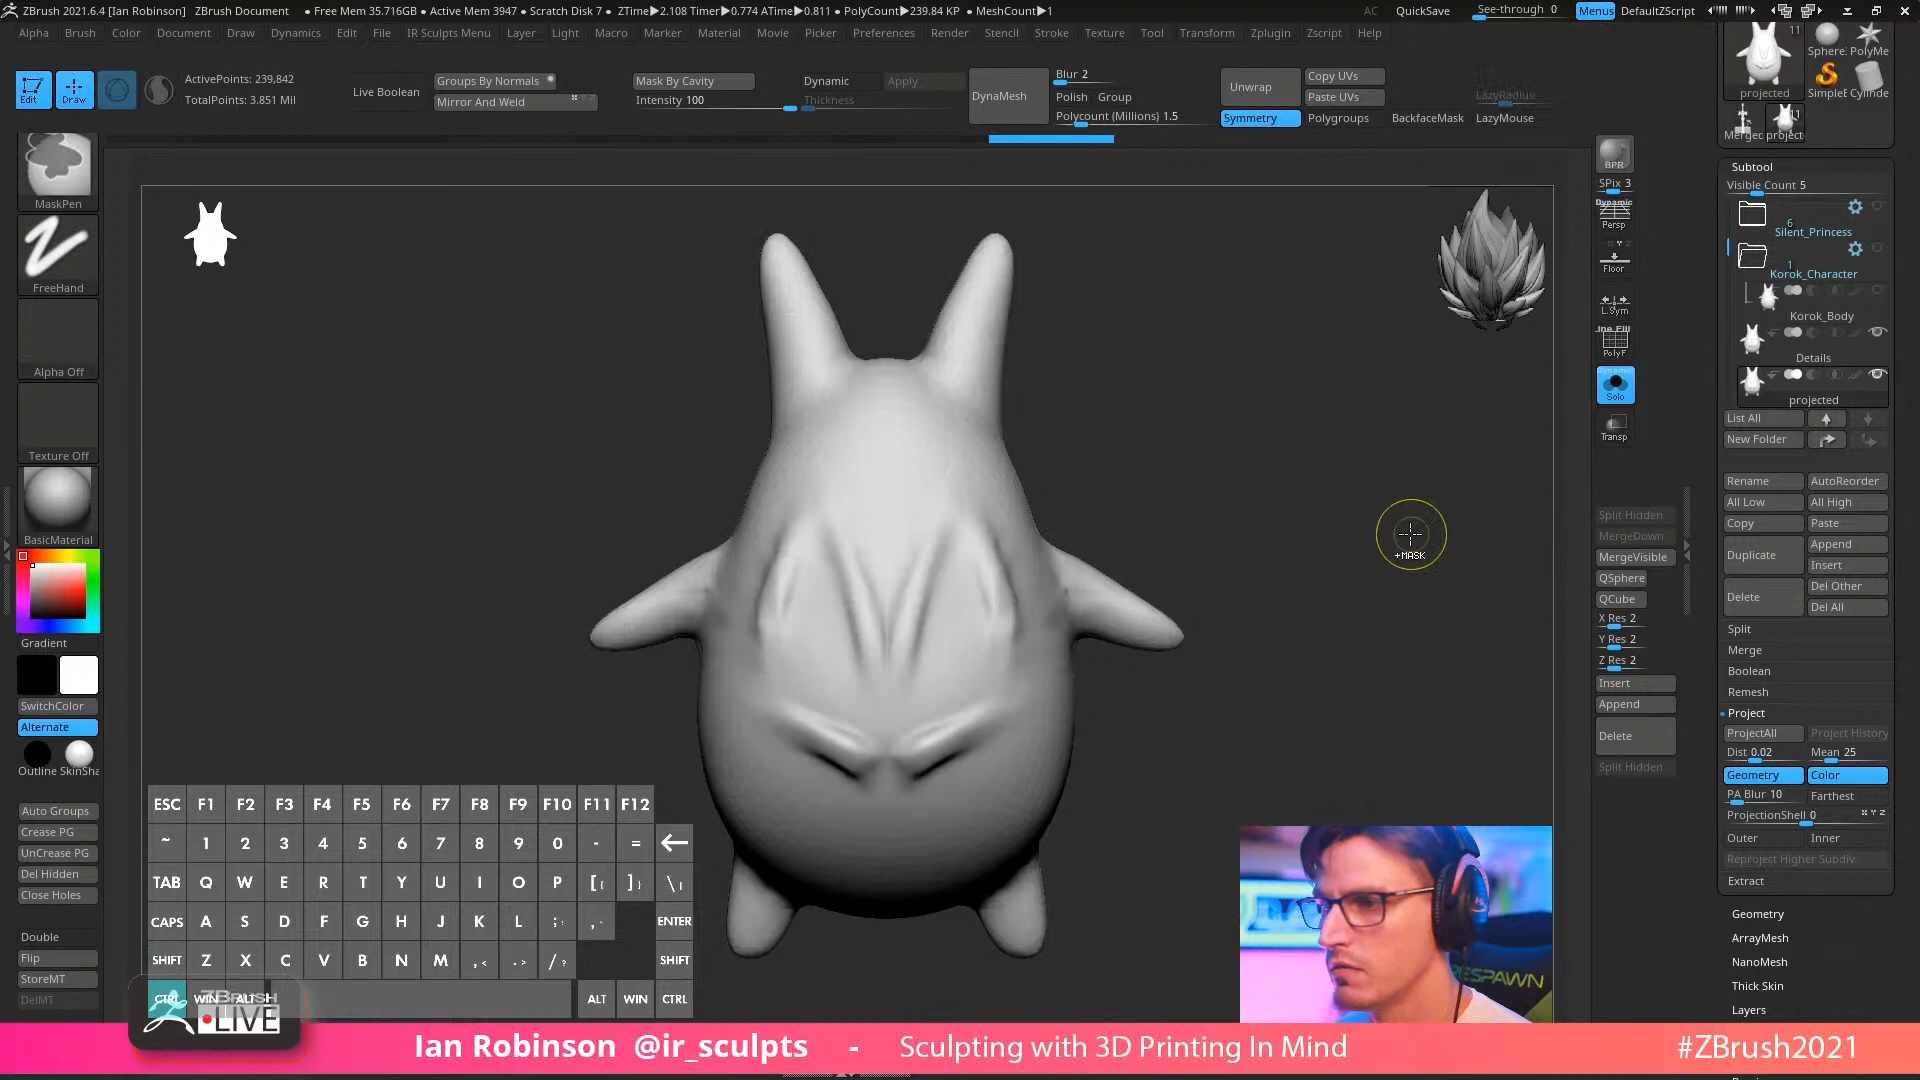 ZBrush 2021.6.4 [Ian Robinson] ZBrush Document • Free Mem 35.716GB • Active Mem 3947 • Scratch Disk 7 • ZTime▶2.108 Timer▶0.774 ATime▶0.811 • PolyCount▶239.84 KP • MeshCount▶1 AC QuickSave See-through 0 Menus DefaultZScript
Alpha Brush Color Document Draw Dynamics Edit File IR Sculpts Menu Layer Light Macro Marker Material Movie Picker Preferences Render Stencil Stroke Texture Tool Transform Zplugin Zscript Help
Edit Draw
ActivePoints: 239,842
TotalPoints: 3.851 Mil
Live Boolean
Groups By Normals
Mirror And Weld
Mask By Cavity
Intensity 100
Dynamic Apply
Thickness
DynaMesh
Blur 2
Polish Group
Polycount (Millions) 1.5
Unwrap
Copy UVs
Paste UVs
Symmetry Polygroups BackfaceMask
LazyRadius
LazyMouse
11
projected
Sphere. PolyMe
SimpleE Cylinde
11
Mergec project
MaskPen
FreeHand
Alpha Off
Texture Off
BasicMaterial
Gradient
SwitchColor
Alternate
Outline SkinSha
Auto Groups
Crease PG
UnCrease PG
Del Hidden
Close Holes
Double
Flip
StoreMT
DelMT
+MASK
BPR
SPix 3
Dynamic
Persp
Floor
L.Sym
Line Fill
PolyF
Dynamic
Solo
Transp
Split Hidden
MergeDown
MergeVisible
QSphere
QCube
X Res 2
Y Res 2
Z Res 2
Insert
Append
Delete
Split Hidden
Subtool
Visible Count 5
6
Silent_Princess
1
Korok_Character
Korok_Body
Details
projected
List All
New Folder
Rename AutoReorder
All Low All High
Copy Paste
Duplicate Append
Insert
Delete Del Other
Del All
Split
Merge
Boolean
Remesh
Project
ProjectAll Project History
Dist 0.02 Mean 25
Geometry Color
PA Blur 10 Farthest
ProjectionShell 0
Outer Inner
Reproject Higher Subdiv
Extract
Geometry
ArrayMesh
NanoMesh
Thick Skin
Layers
ESC F1 F2 F3 F4 F5 F6 F7 F8 F9 F10 F11 F12
~ 1 2 3 4 5 6 7 8 9 0 - = ←
TAB Q W E R T Y U I O P [{ ]} \|
CAPS A S D F G H J K L ;: ,. ENTER
SHIFT Z X C V B N M ,< .> /? SHIFT
CTRL WIN ALT ALT WIN CTRL
ZBRUSH
LIVE
RESPAWN
Ian Robinson @ir_sculpts - Sculpting with 3D Printing In Mind #ZBrush2021